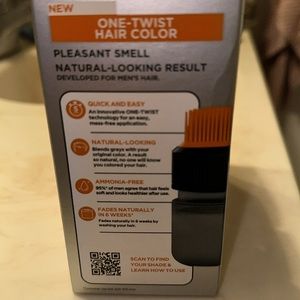 NEW
ONE-TWIST
HAIR COLOR
PLEASANT SMELL
NATURAL-LOOKING RESULT
DEVELOPED FOR MEN'S HAIR.
QUICK AND EASY
An innovative ONE-TWIST
technology for an easy,
mess-free application.
NATURAL-LOOKING
Blends grays with your
original color. A result
so natural, no one will know
you colored your hair.
AMMONIA-FREE
95%* of men agree that hair feels
soft and looks healthier after use.
FADES NATURALLY
IN 6 WEEKS*
Fades naturally in 6 weeks by
washing your hair.
SCAN TO FIND
YOUR SHADE &
LEARN HOW TO USE